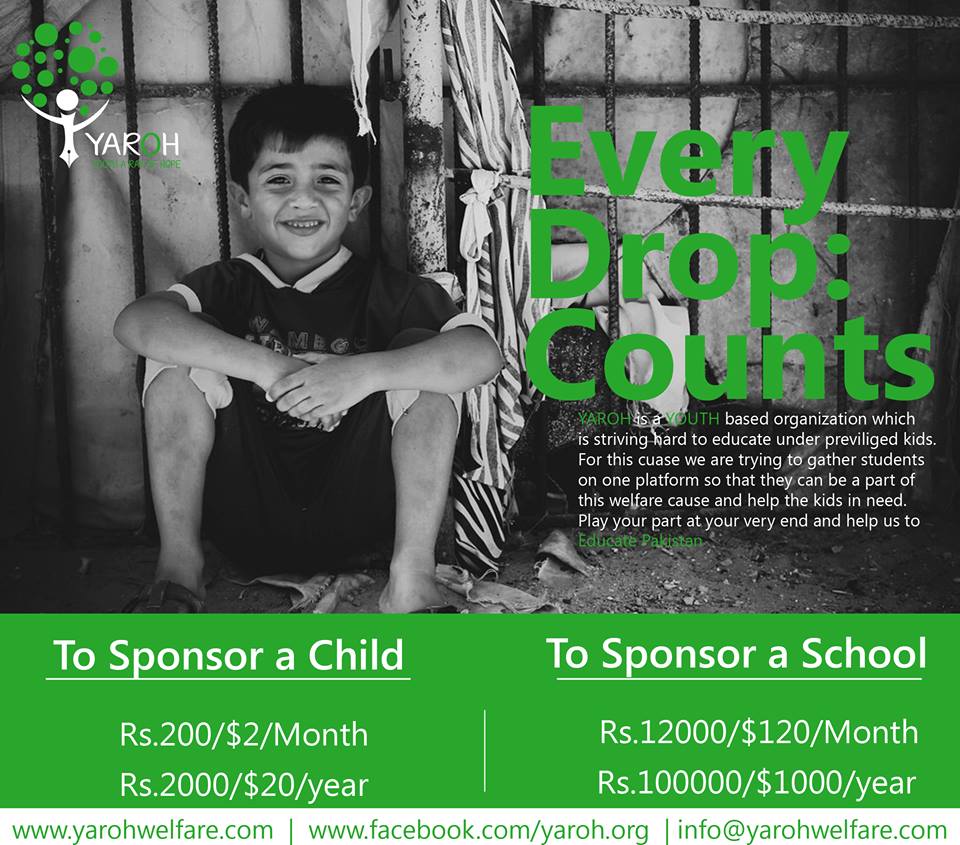 YAROH
YOUTH A RAY OF HOPE
Every
Drop:
Counts
YAROH is a YOUTH based organization which
is striving hard to educate under previliged kids.
For this cuase we are trying to gather students
on one platform so that they can be a part of
this welfare cause and help the kids in need.
Play your part at your very end and help us to
Educate Pakistan
To Sponsor a Child
Rs.200/$2/Month
Rs.2000/$20/year
To Sponsor a School
Rs.12000/$120/Month
Rs.100000/$1000/year
www.yarohwelfare.com | www.facebook.com/yaroh.org | info@yarohwelfare.com